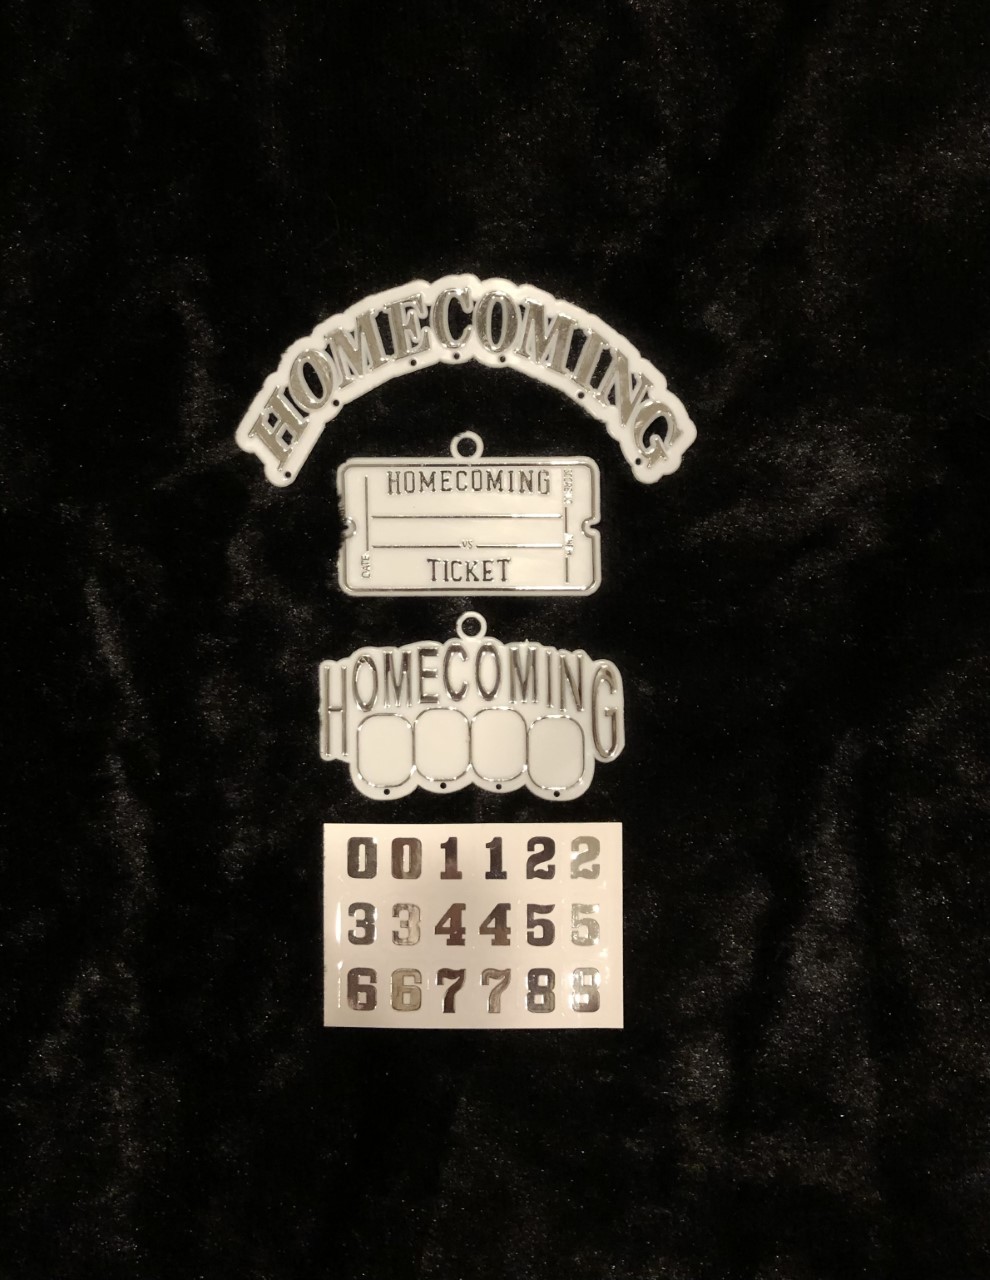 HOMECOMING
HOMECOMING
VS
DATE
TICKET
HOMECOMING
0 0 1 1 2 2
3 3 4 4 5 5
6 6 7 7 8 8